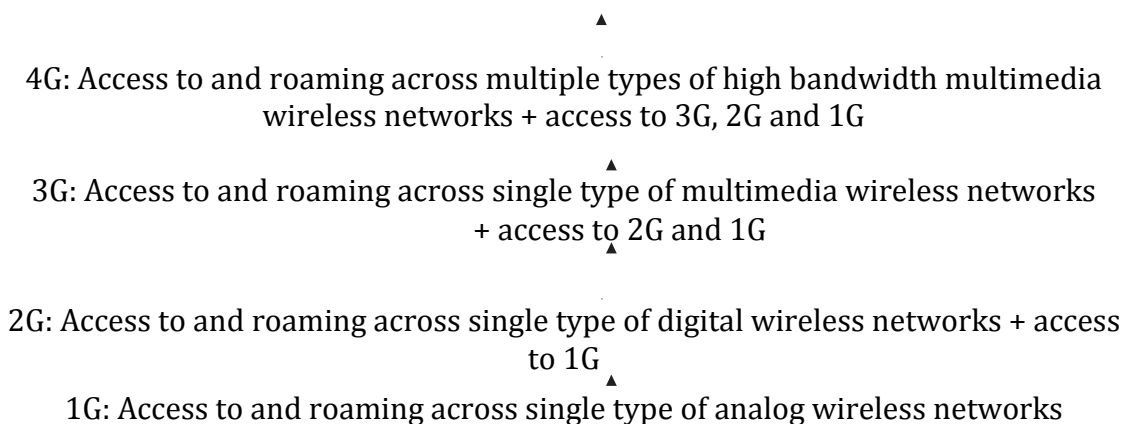 4G: Access to and roaming across multiple types of high bandwidth multimedia
wireless networks + access to 3G, 2G and 1G
3G: Access to and roaming across single type of multimedia wireless networks
+ access to 2G and 1G
2G: Access to and roaming across single type of digital wireless networks + access
to 1G
1G: Access to and roaming across single type of analog wireless networks